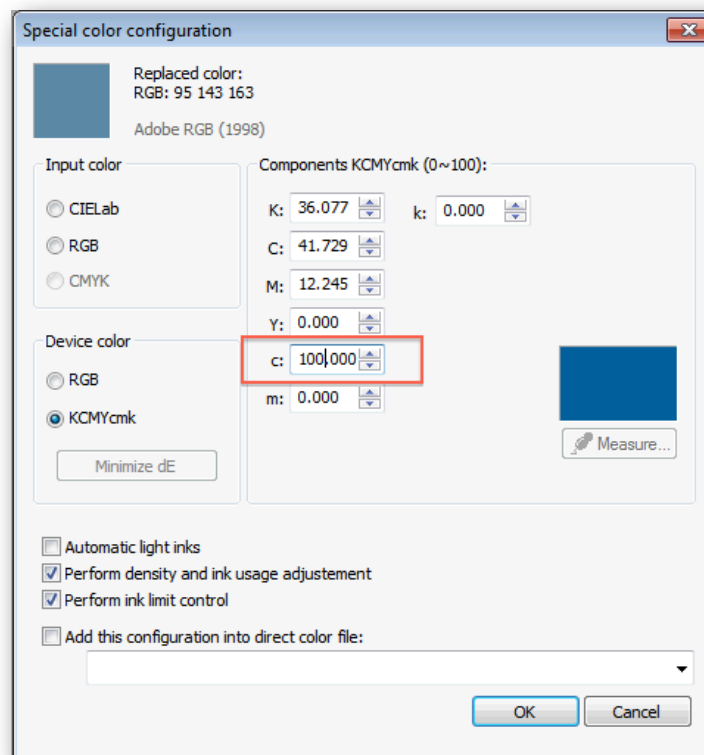 Special color configuration
Replaced color:
RGB: 95 143 163
Adobe RGB (1998)
Input color
CIELab
RGB
CMYK
Device color
RGB
KCMYcmk
Minimize dE
Components KCMYcmk (0~100):
K: 36.077 k: 0.000
C: 41.729
M: 12.245
Y: 0.000
c: 100.000
m: 0.000
Measure...
Automatic light inks
Perform density and ink usage adjustement
Perform ink limit control
Add this configuration into direct color file:
OK Cancel